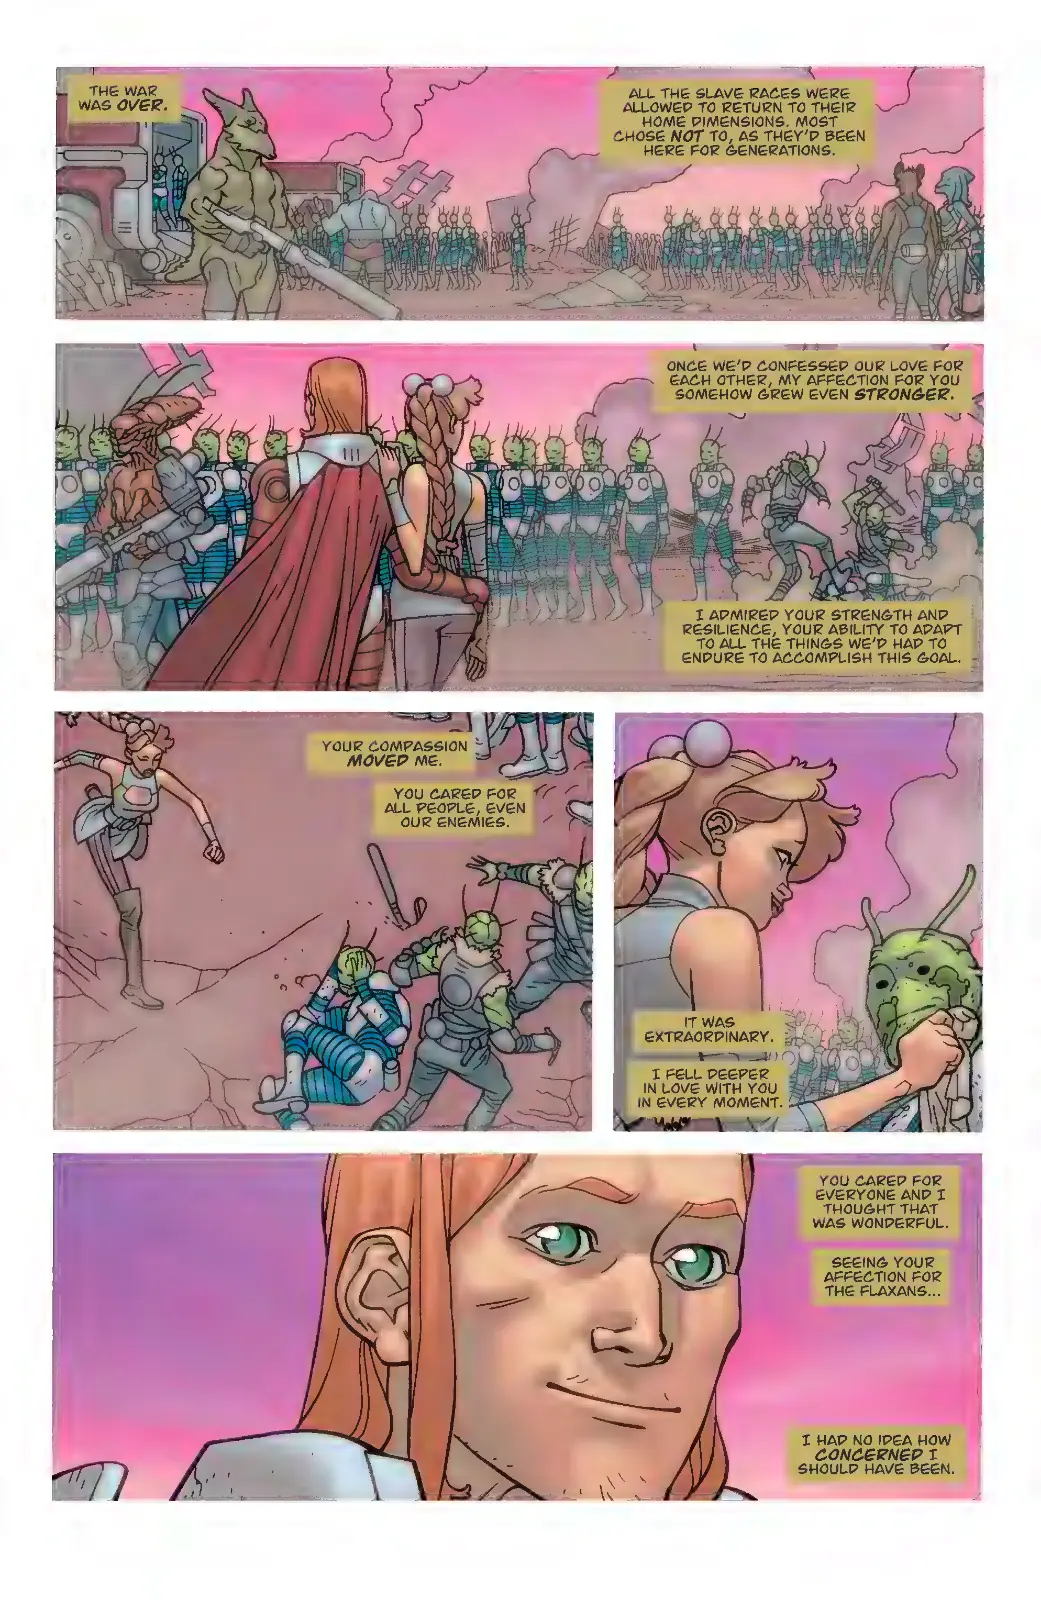 THE WAR
WAS OVER.
ALL THE SLAVE RACES WERE
ALLOWED TO RETURN TO THEIR
HOME DIMENSIONS. MOST
CHOSE NOT TO, AS THEY'D BEEN
HERE FOR GENERATIONS.
ONCE WE'D CONFESSED OUR LOVE FOR
EACH OTHER, MY AFFECTION FOR YOU
SOMEHOW GREW EVEN STRONGER.
I ADMIRED YOUR STRENGTH AND
RESILIENCE, YOUR ABILITY TO ADAPT
TO ALL THE THINGS WE'D HAD TO
ENDURE TO ACCOMPLISH THIS GOAL.
YOUR COMPASSION
MOVED ME.
YOU CARED FOR
ALL PEOPLE, EVEN
OUR ENEMIES.
IT WAS
EXTRAORDINARY.
I FELL DEEPER
IN LOVE WITH YOU
IN EVERY MOMENT.
YOU CARED FOR
EVERYONE AND I
THOUGHT THAT
WAS WONDERFUL.
SEEING YOUR
AFFECTION FOR
THE FLAXANS...
I HAD NO IDEA HOW
CONCERNED I
SHOULD HAVE BEEN.